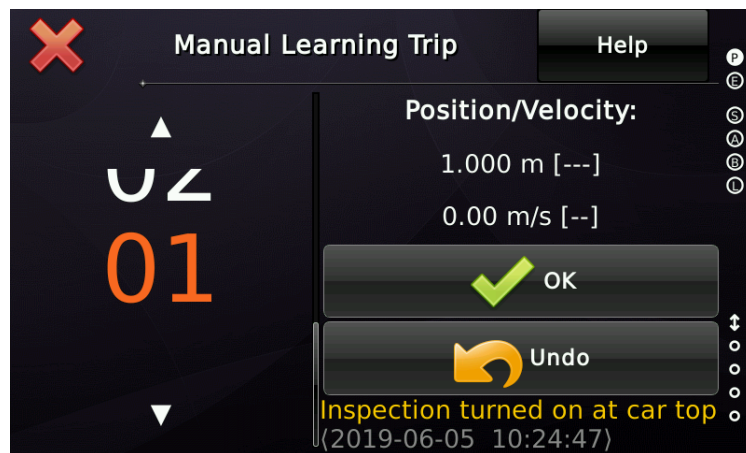 Manual Learning Trip
Help
02
01
Position/Velocity:
1.000 m [---]
0.00 m/s [--]
OK
Undo
Inspection turned on at car top
(2019-06-05 10:24:47)
P
E
S
A
B
L